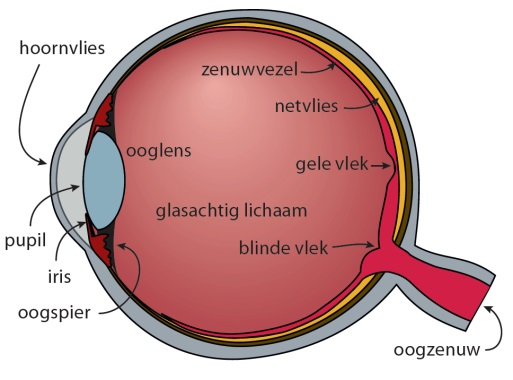 hoornvlies
zenuwvezel
netvlies
ooglens
gele vlek
glasachtig lichaam
pupil
blinde vlek
iris
oogspier
oogzenuw